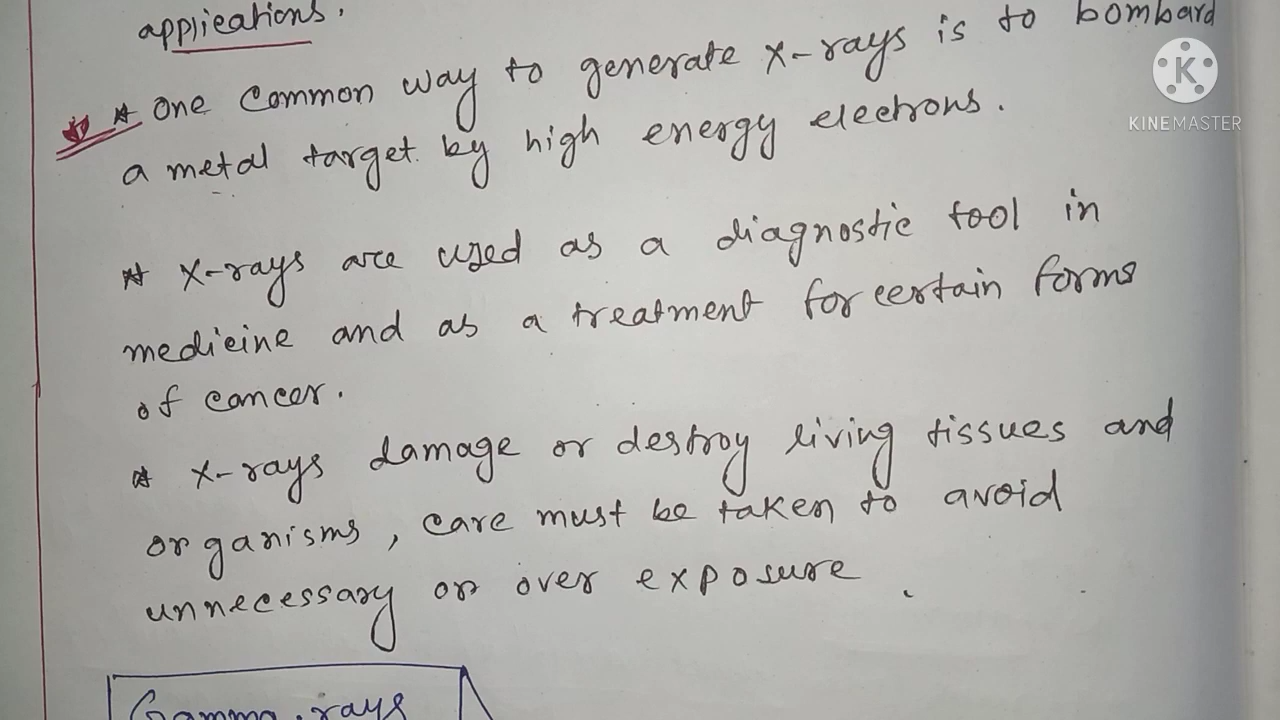 applications.
* One common way to generate x-rays is to bombard
a metal target by high energy electrons.
* X-rays are used as a diagnostic tool in
medicine and as a treatment for certain forms
of cancer.
* X-rays damage or destroy living tissues and
organisms, care must be taken to avoid
unnecessary or over exposure.
Gamma rays
K
KINEMASTER